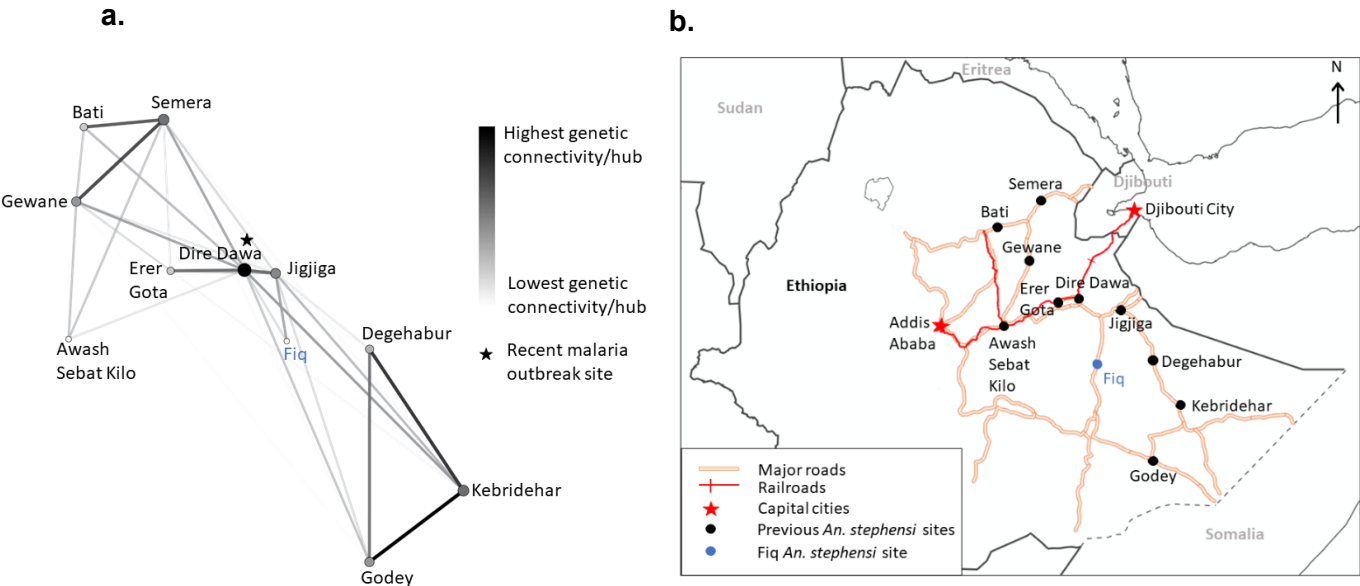 a.
Bati
Semera
Gewane
Dire Dawa
Erer
Gota
Jigjiga
Awash
Sebat Kilo
Fiq
Degehabur
Kebridehar
Godey
Highest genetic
connectivity/hub
Lowest genetic
connectivity/hub
Recent malaria
outbreak site
b.
Eritrea
N
Sudan
Djibouti
Semera
Djibouti City
Bati
Gewane
Ethiopia
Erer
Gota
Dire Dawa
Addis
Ababa
Awash
Sebat
Kilo
Jigjiga
Fiq
Degehabur
Kebridehar
Godey
Somalia
Major roads
Railroads
Capital cities
Previous An. stephensi sites
Fiq An. stephensi site